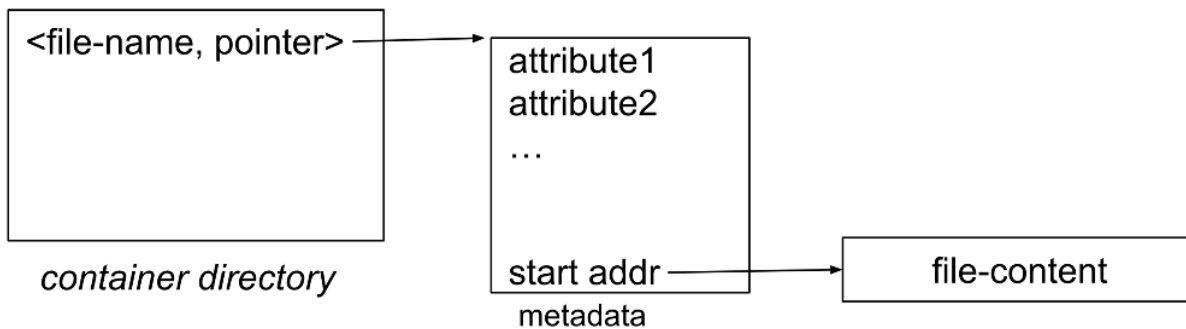 <file-name, pointer>
container directory
attribute1
attribute2
...
start addr
metadata
file-content